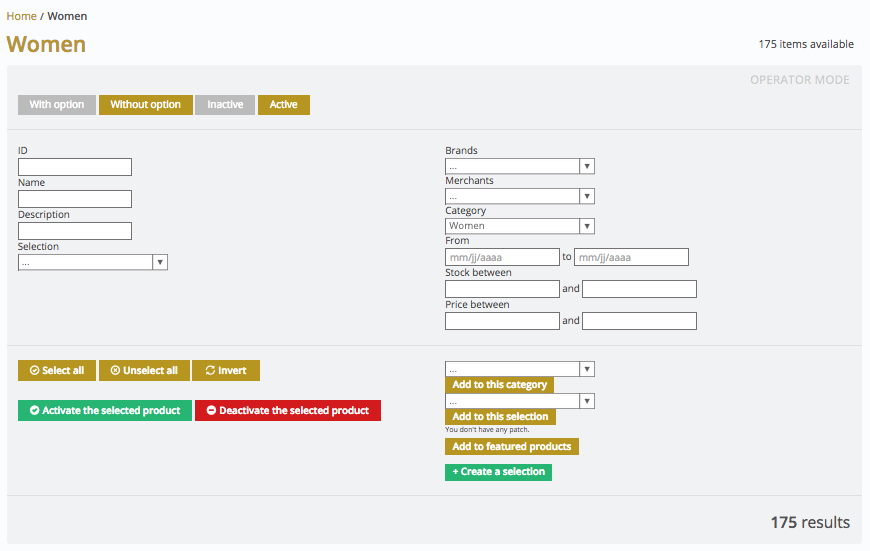 Home / Women
Women
175 items available
OPERATOR MODE
With option
Without option
Inactive
Active
ID
Name
Description
Selection
...
Brands
...
Merchants
...
Category
Women
From
mm/jj/aaaa to mm/jj/aaaa
Stock between
and
Price between
and
Select all
Unselect all
Invert
Activate the selected product
Deactivate the selected product
...
Add to this category
...
Add to this selection
You don't have any patch.
Add to featured products
+ Create a selection
175 results